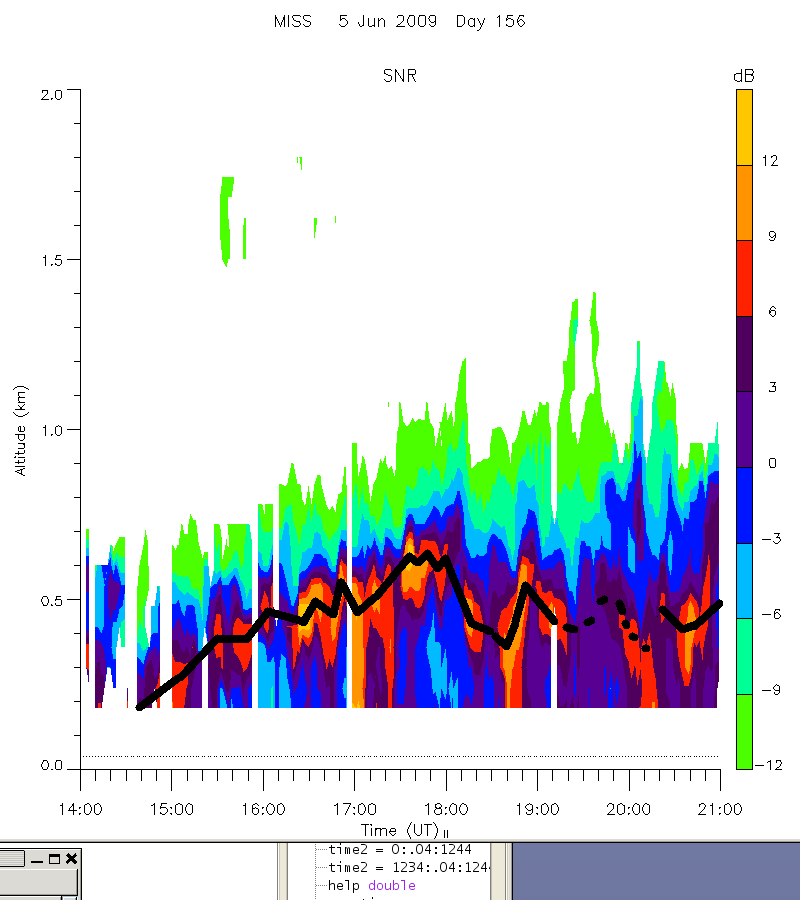 MISS 5 Jun 2009 Day 156
SNR
dB
2.0
1.5
1.0
0.5
0.0
Altitude (km)
12
9
6
3
0
−3
−6
−9
−12
14:00 15:00 16:00 17:00 18:00 19:00 20:00 21:00
Time (UT)
time2 = 0:.04:1244
time2 = 1234:.04:124
help double